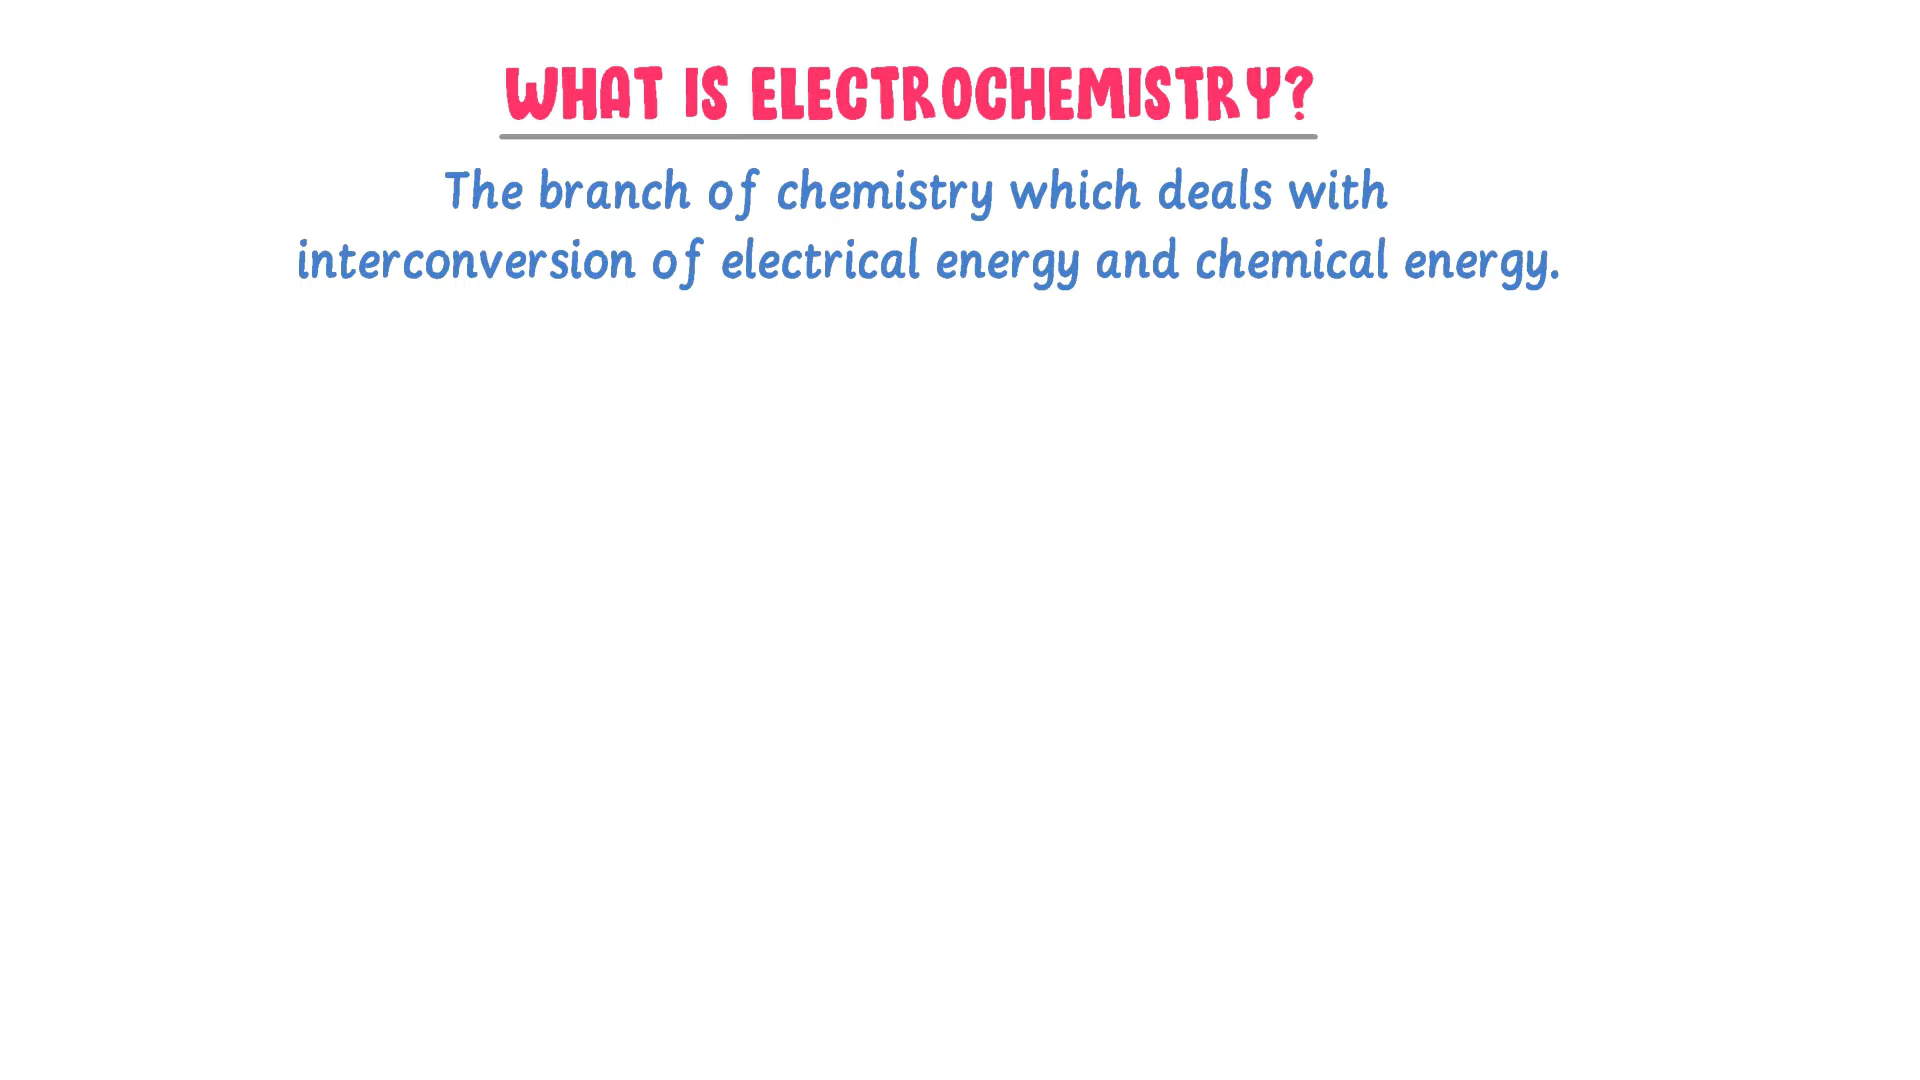 WHAT IS ELECTROCHEMISTRY?
The branch of chemistry which deals with
interconversion of electrical energy and chemical energy.